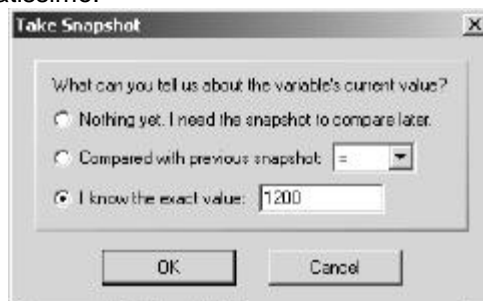 Take Snapshot
What can you tell us about the variable's current value?
Nothing yet. I need the snapshot to compare later.
Compared with previous snapshot: =
I know the exact value: 1200
OK Cancel